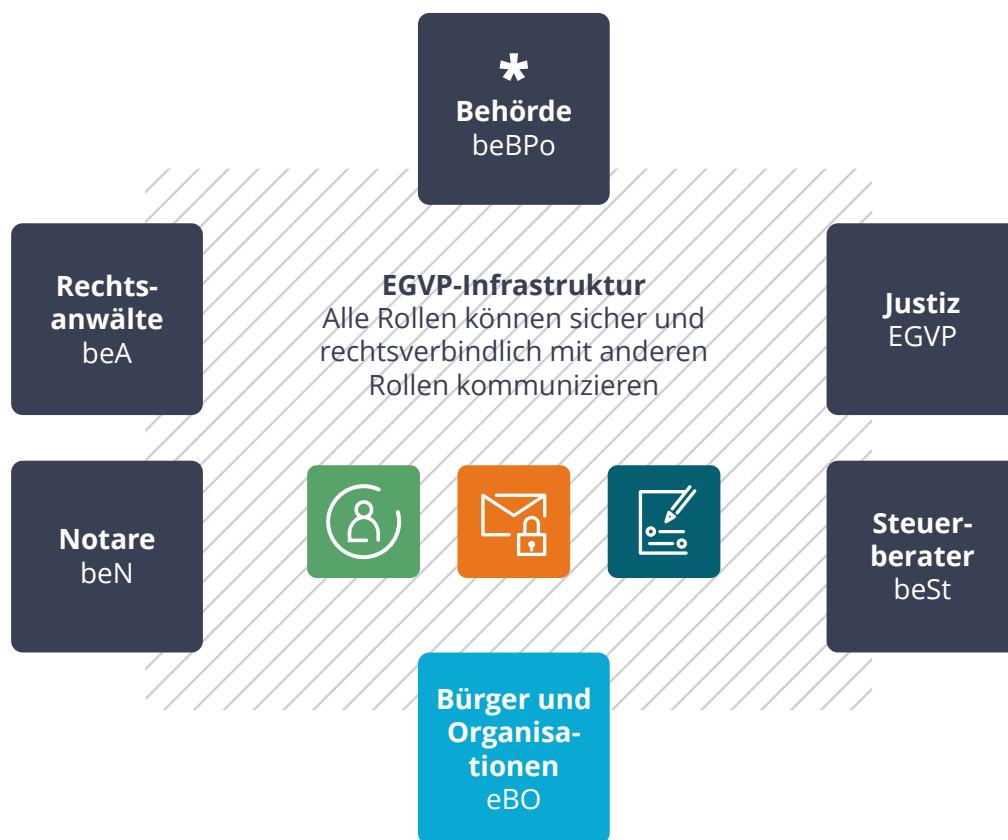 *
Behörde
beBPo
Rechts-
anwälte
beA
EGVP-Infrastruktur
Alle Rollen können sicher und
rechtsverbindlich mit anderen
Rollen kommunizieren
Justiz
EGVP
Notare
beN
Steuer-
berater
beSt
Bürger und
Organisa-
tionen
eBO